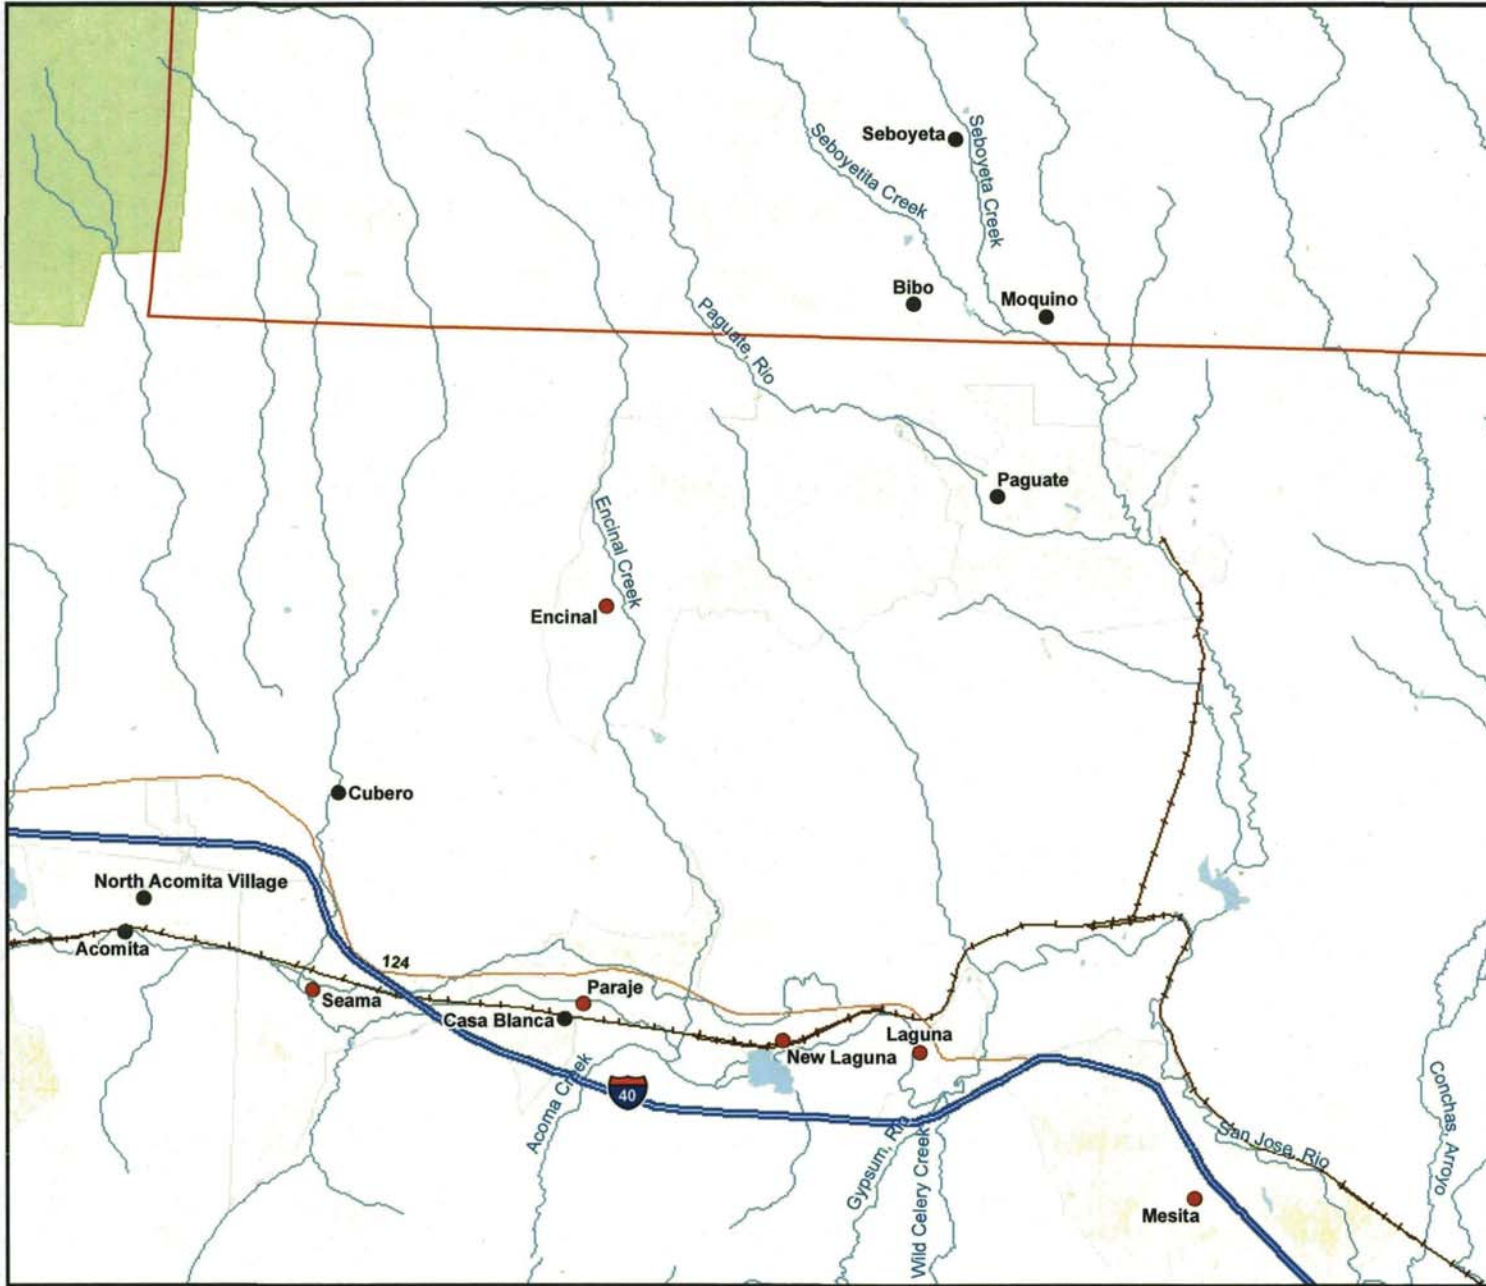 Seboyeta
Seboyetita Creek
Seboyeta Creek
Bibo
Moquino
Paguate, Rio
Paguate
Encinal Creek
Encinal
Cubero
North Acomita Village
Acomita
124
Seama
Paraje
Casa Blanca
Laguna
New Laguna
40
Acoma Creek
Gypsum, Rio
Wild Celery Creek
San Jose, Rio
Conchas, Arroyo
Mesita